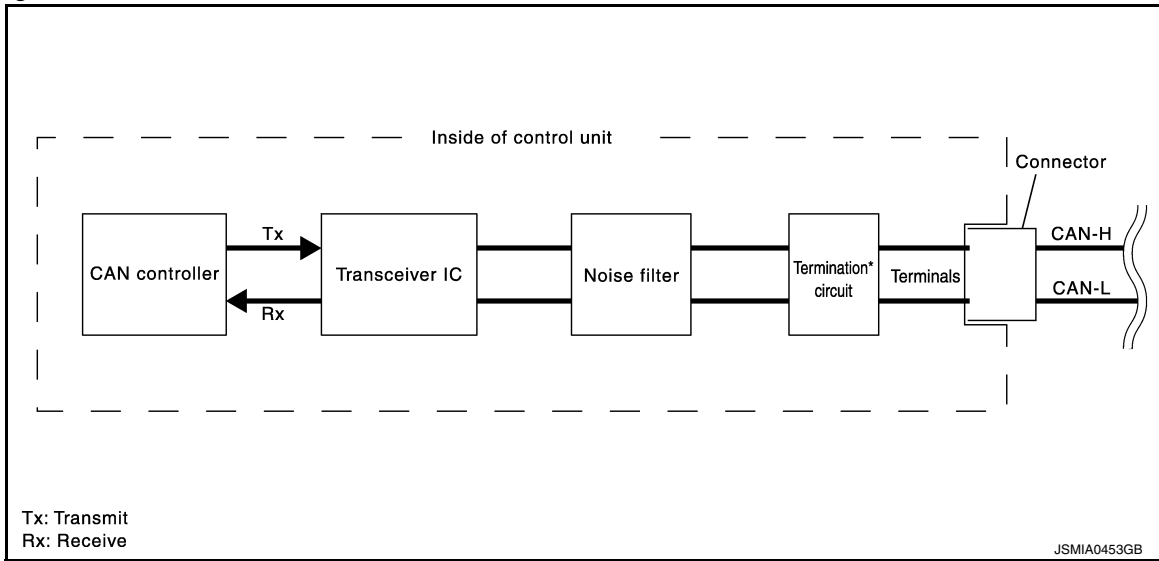 Inside of control unit
Connector
CAN controller
Tx
Rx
Transceiver IC
Noise filter
Termination*
circuit
Terminals
CAN-H
CAN-L
Tx: Transmit
Rx: Receive
JSMIA0453GB